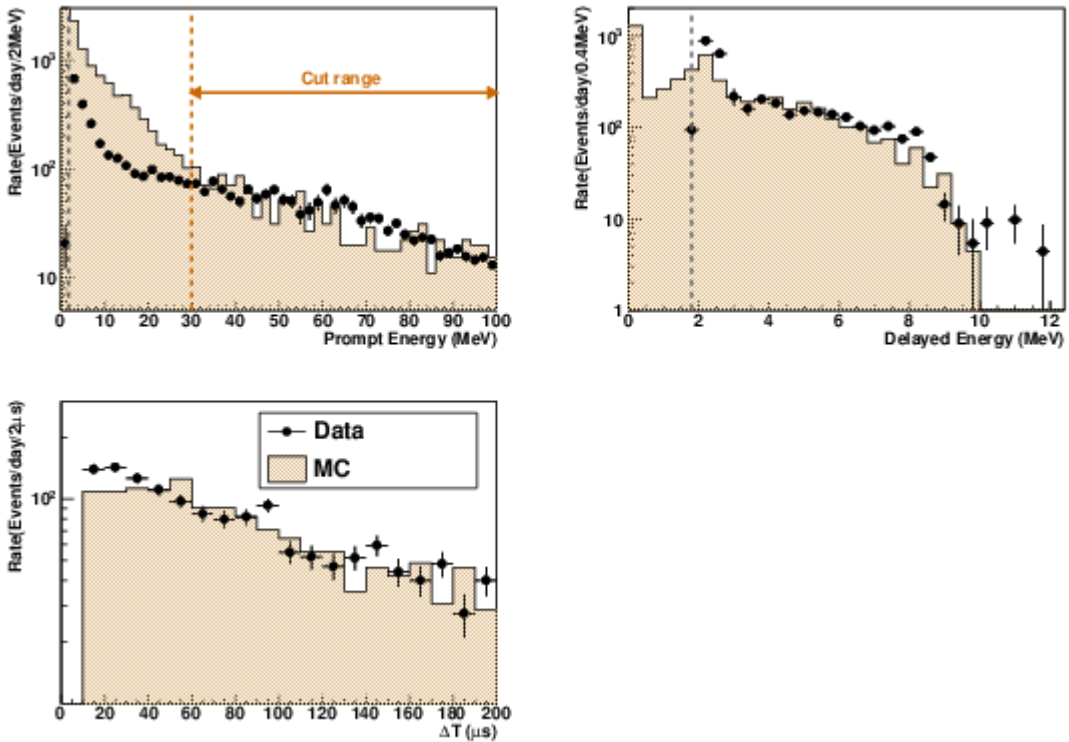 Rate(Events/day/2MeV)
10³
10²
10
Cut range
0 10 20 30 40 50 60 70 80 90 100
Prompt Energy (MeV)
Rate(Events/day/0.4MeV)
10³
10²
10
1
0 2 4 6 8 10 12
Delayed Energy (MeV)
Rate(Events/day/2μs)
10²
Data
MC
0 20 40 60 80 100 120 140 160 180 200
ΔT (μs)